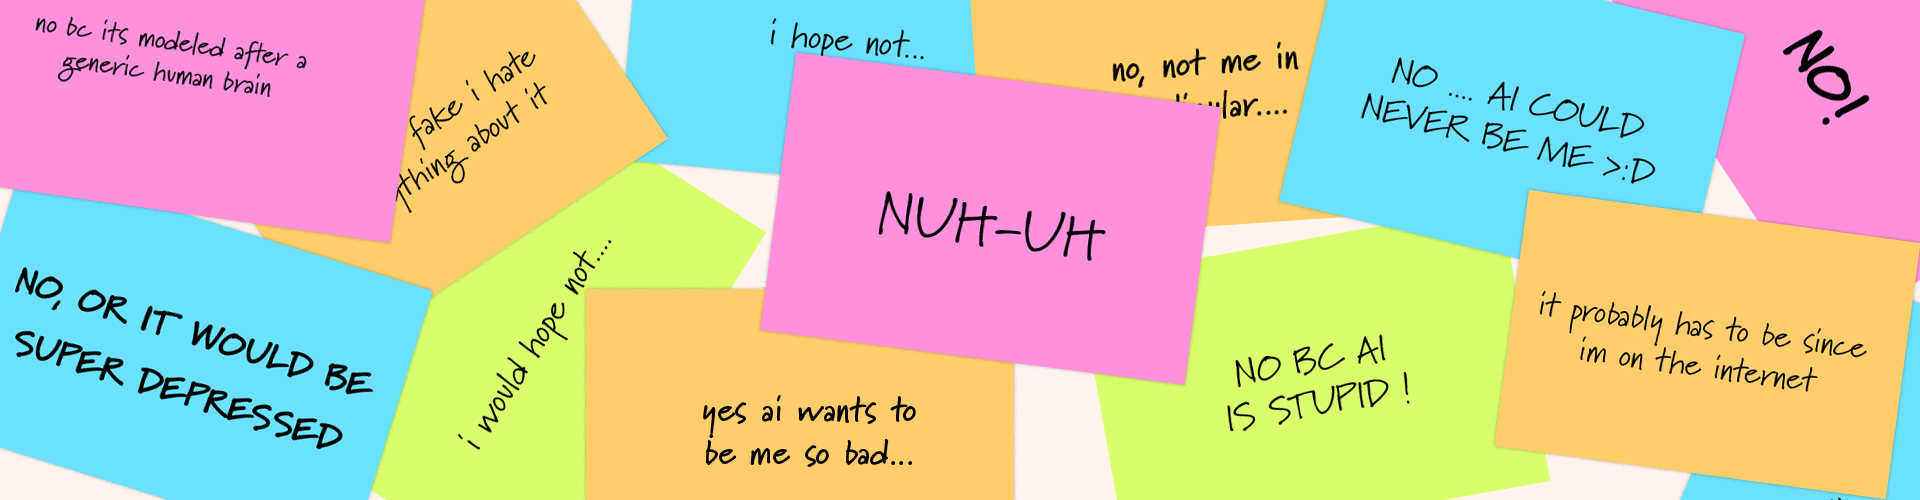 no bc its modeled after a
generic human brain
fake i hate
thing about it
i hope not...
no, not me in
NO .... AI COULD
NEVER BE ME >:D
NO!
NUH-UH
NO, OR IT WOULD BE
SUPER DEPRESSED
i would hope not....
yes ai wants to
be me so bad...
NO BC AI
IS STUPID !
it probably has to be since
im on the internet